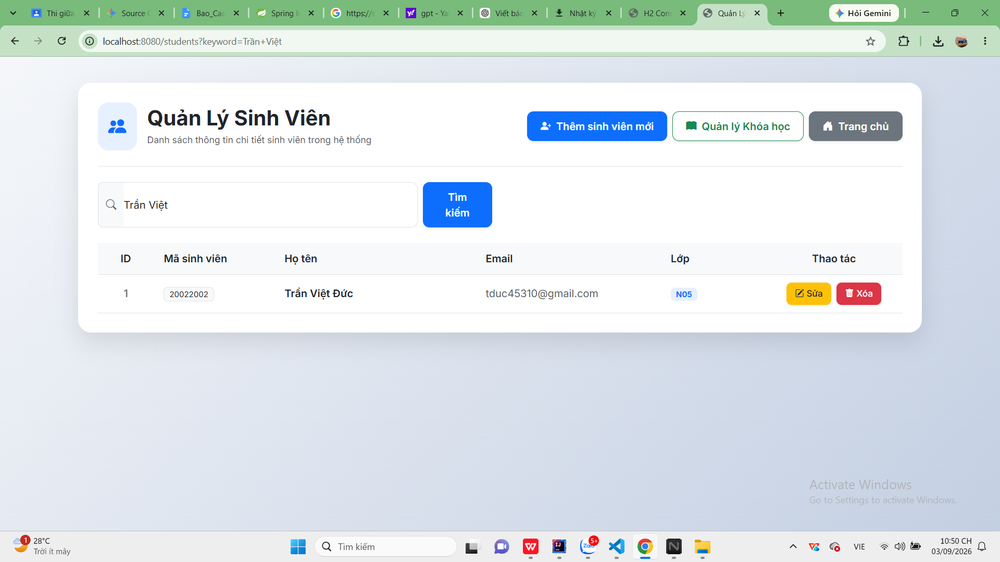 Thi giữa
Source
Bao_Cao
Spring In
https://s
gpt - Ya
Viết báo
Nhật ký
H2 Cons
Quản Lý
Hỏi Gemini
localhost:8080/students?keyword=Trần+Việt
Quản Lý Sinh Viên
Danh sách thông tin chi tiết sinh viên trong hệ thống
Thêm sinh viên mới
Quản lý Khóa học
Trang chủ
Trần Việt
Tìm
kiếm
ID Mã sinh viên Họ tên Email Lớp Thao tác
1 20022002 Trần Việt Đức tduc45310@gmail.com N05 Sửa Xóa
Activate Windows
Go to Settings to activate Windows.
1
28°C
Trời ít mây
Tìm kiếm
Zalo
5+
VIE
10:50 CH
03/09/2026